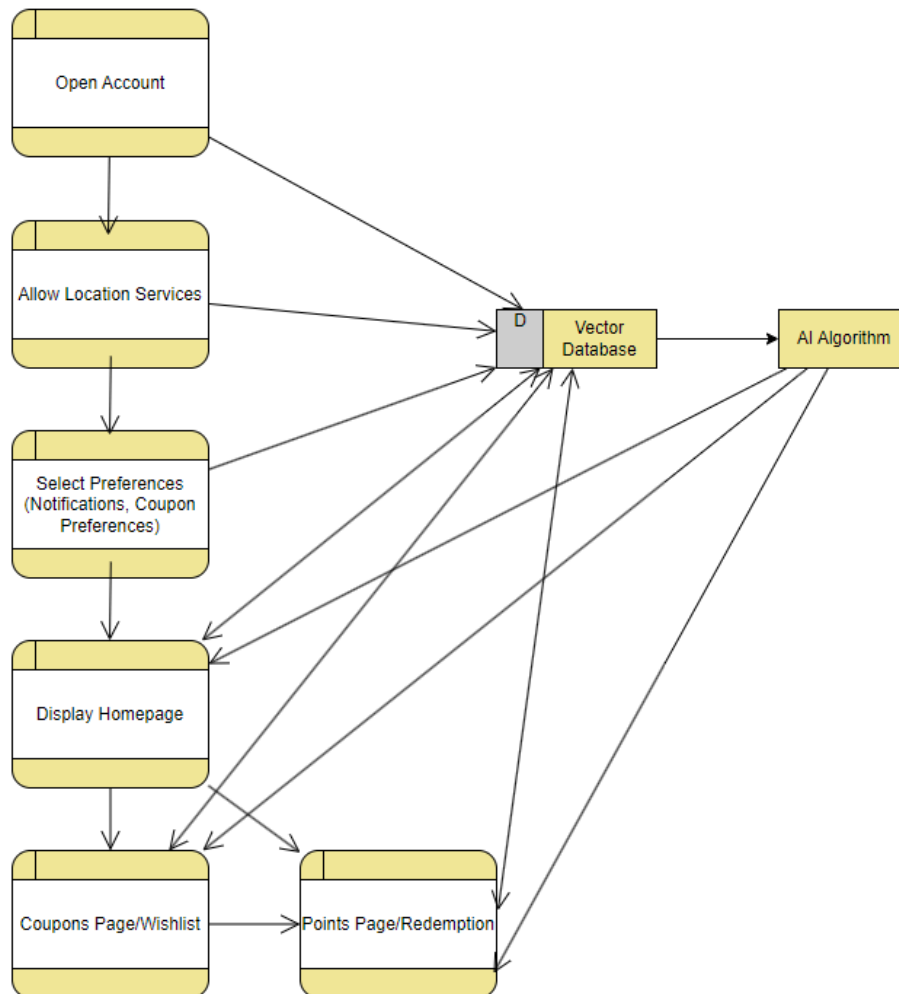 Open Account
Allow Location Services
D
Vector
Database
AI Algorithm
Select Preferences
(Notifications, Coupon
Preferences)
Display Homepage
Coupons Page/Wishlist
Points Page/Redemption